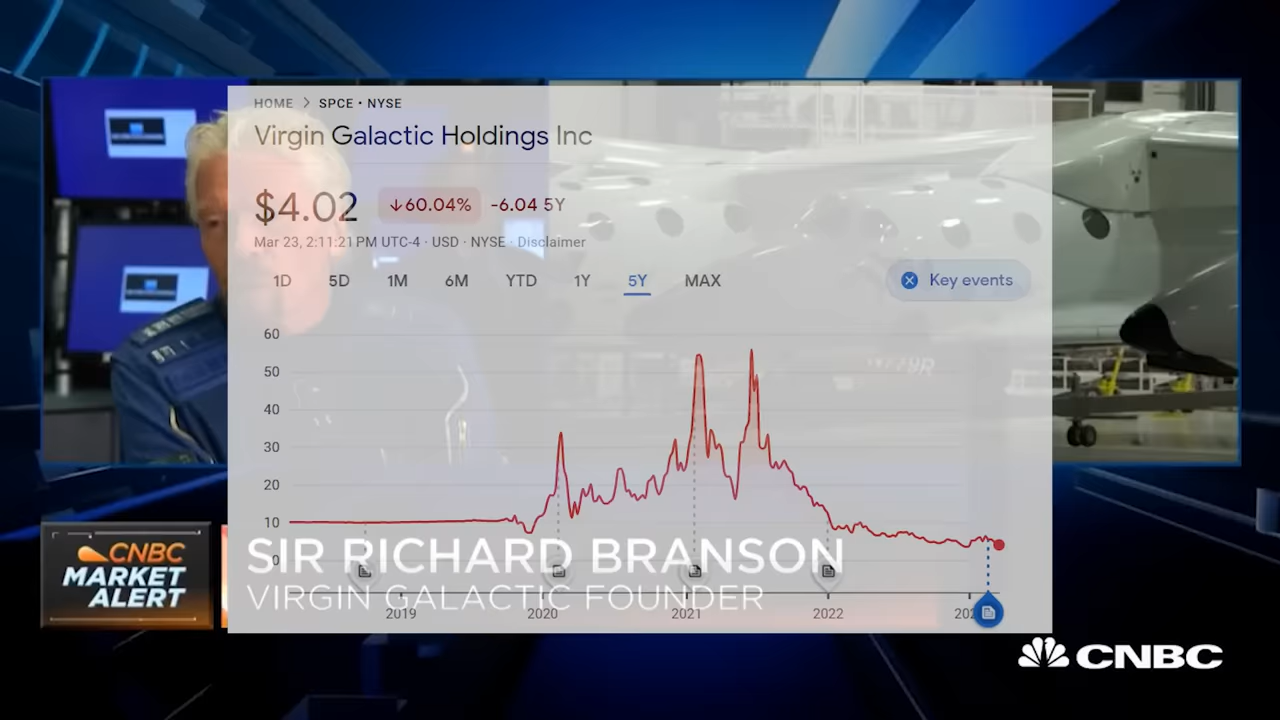 HOME > SPCE • NYSE
Virgin Galactic Holdings Inc
$4.02 ↓60.04% -6.04 5Y
Mar 23, 2:11:21 PM UTC-4 · USD · NYSE · Disclaimer
1D 5D 1M 6M YTD 1Y 5Y MAX Key events
60
50
40
30
20
10
0
CNBC
MARKET
ALERT
SIR RICHARD BRANSON
VIRGIN GALACTIC FOUNDER
2019 2020 2021 2022
CNBC